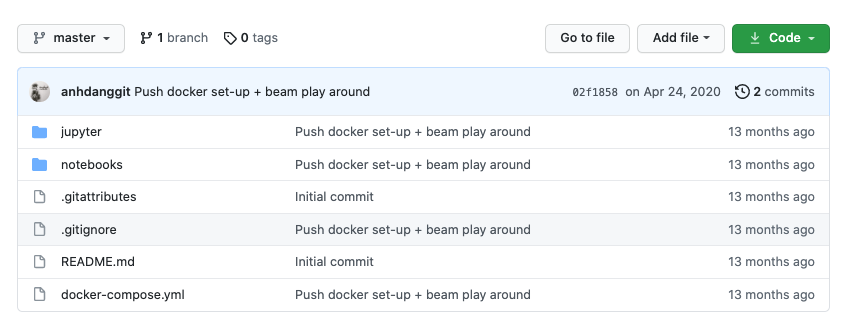 master 1 branch 0 tags Go to file Add file Code
anhdanggit Push docker set-up + beam play around 02f1858 on Apr 24, 2020 2 commits
jupyter Push docker set-up + beam play around 13 months ago
notebooks Push docker set-up + beam play around 13 months ago
.gitattributes Initial commit 13 months ago
.gitignore Push docker set-up + beam play around 13 months ago
README.md Initial commit 13 months ago
docker-compose.yml Push docker set-up + beam play around 13 months ago